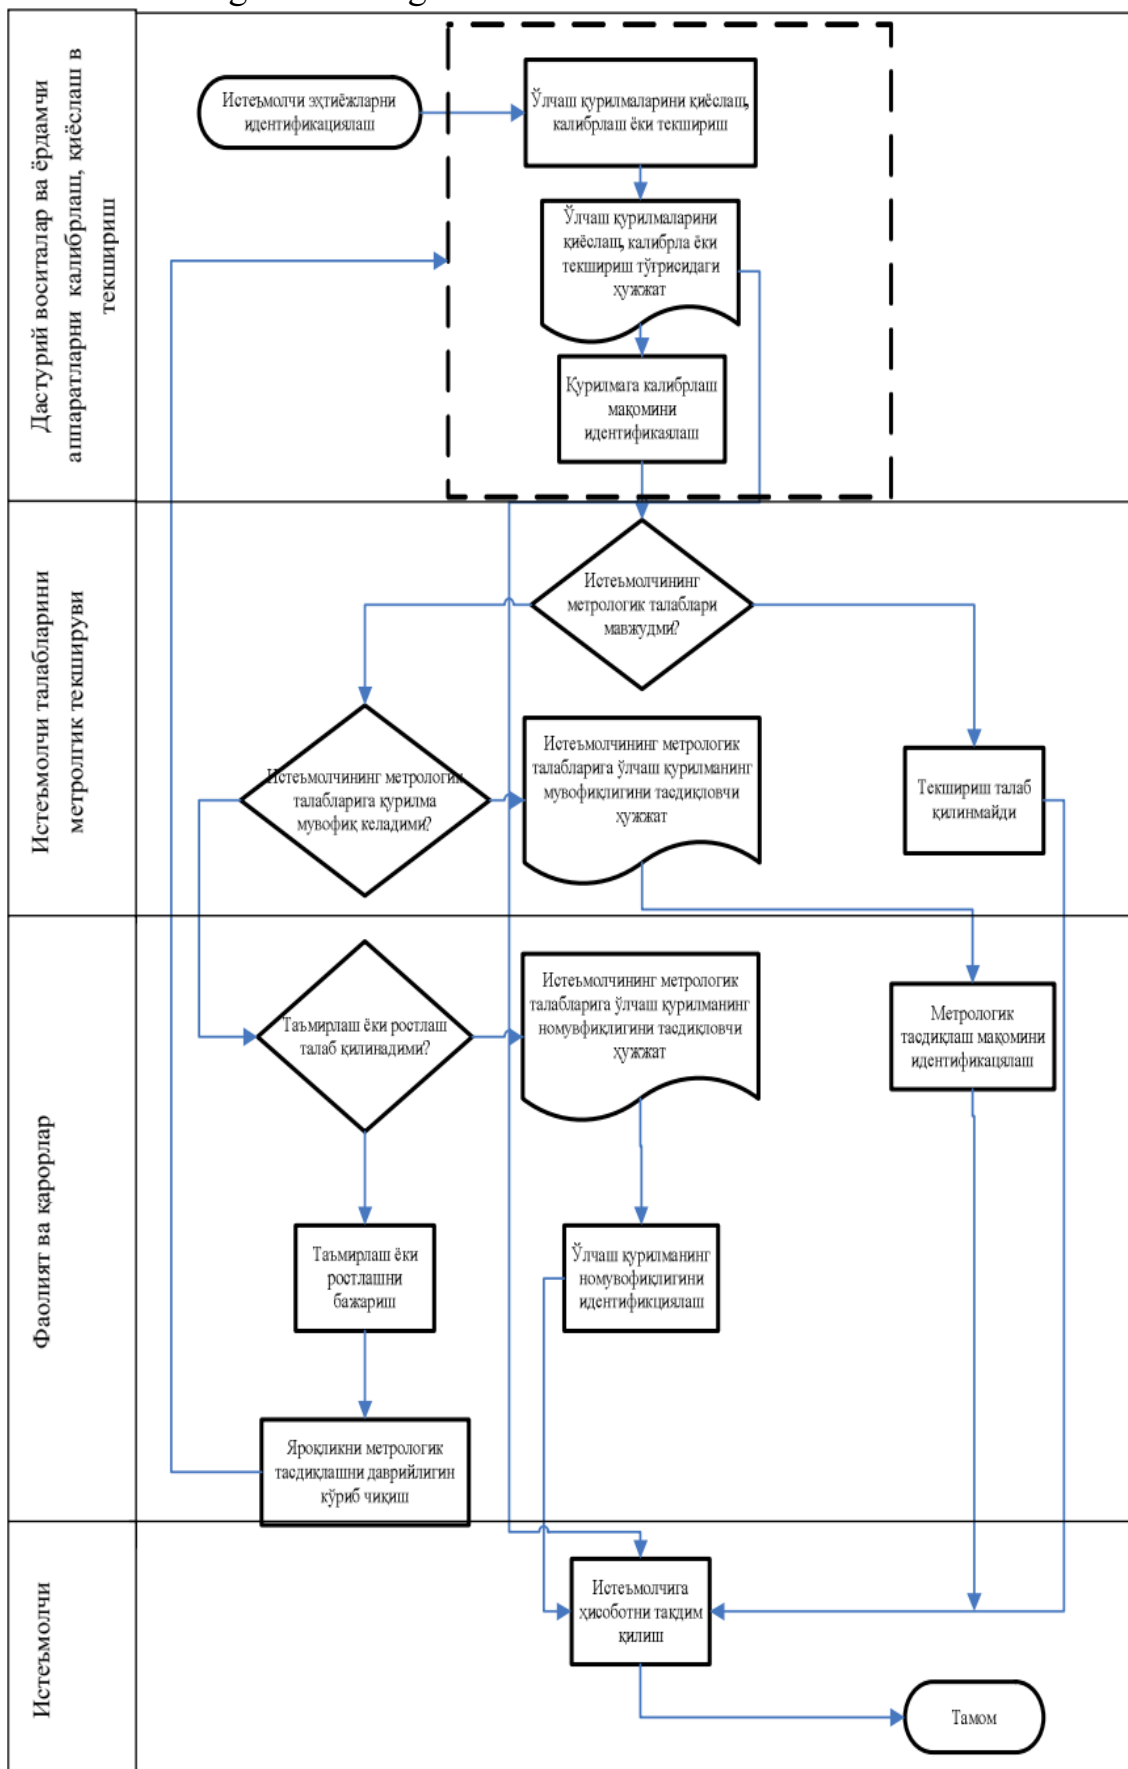 Дастурий воситалар ва ёрдамчи
аппаратларни калибрлаш, қиёслаш в
текшириш
Истеъмолчи эҳтиёжларни
идентификациялаш
Ўлчаш қурилмаларини қиёслаш,
калибрлаш ёки текшириш
Ўлчаш қурилмаларини
қиёслаш, калибрла ёки
текшириш тўғрисидаги
ҳужжат
Қурилмага калибрлаш
мақомини
идентификаялаш
Истеъмолчи талабларини
метролгик текшируви
Истеъмолчининг
метрологик талаблари
мавжудми?
Истеъмолчининг метрологик
талабларига қурилма
мувофиқ келадими?
Истеъмолчининг метрологик
талабларига ўлчаш қурилманинг
мувофиқлигини тасдиқловчи
ҳужжат
Текшириш талаб
қилинмайди
Фаолият ва қарорлар
Таъмирлаш ёки ростлаш
талаб қилинадими?
Истеъмолчининг метрологик
талабларига ўлчаш қурилманинг
номувфиқлигини тасдиқловчи
ҳужжат
Метрологик
тасдиқлаш мақомини
идентификацялаш
Таъмирлаш ёки
ростлашни
бажариш
Ўлчаш қурилманинг
номувофиқлигини
идентификциялаш
Яроқликни метрологик
тасдиқлашни даврийлигин
кўриб чиқиш
Истеъмолчи
Истеъмолчига
ҳисоботни тақдим
қилиш
Тамом